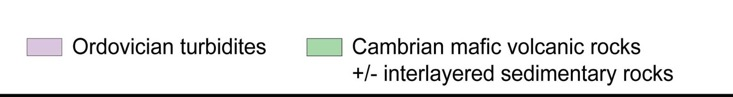 Ordovician turbidites
Cambrian mafic volcanic rocks
+/- interlayered sedimentary rocks